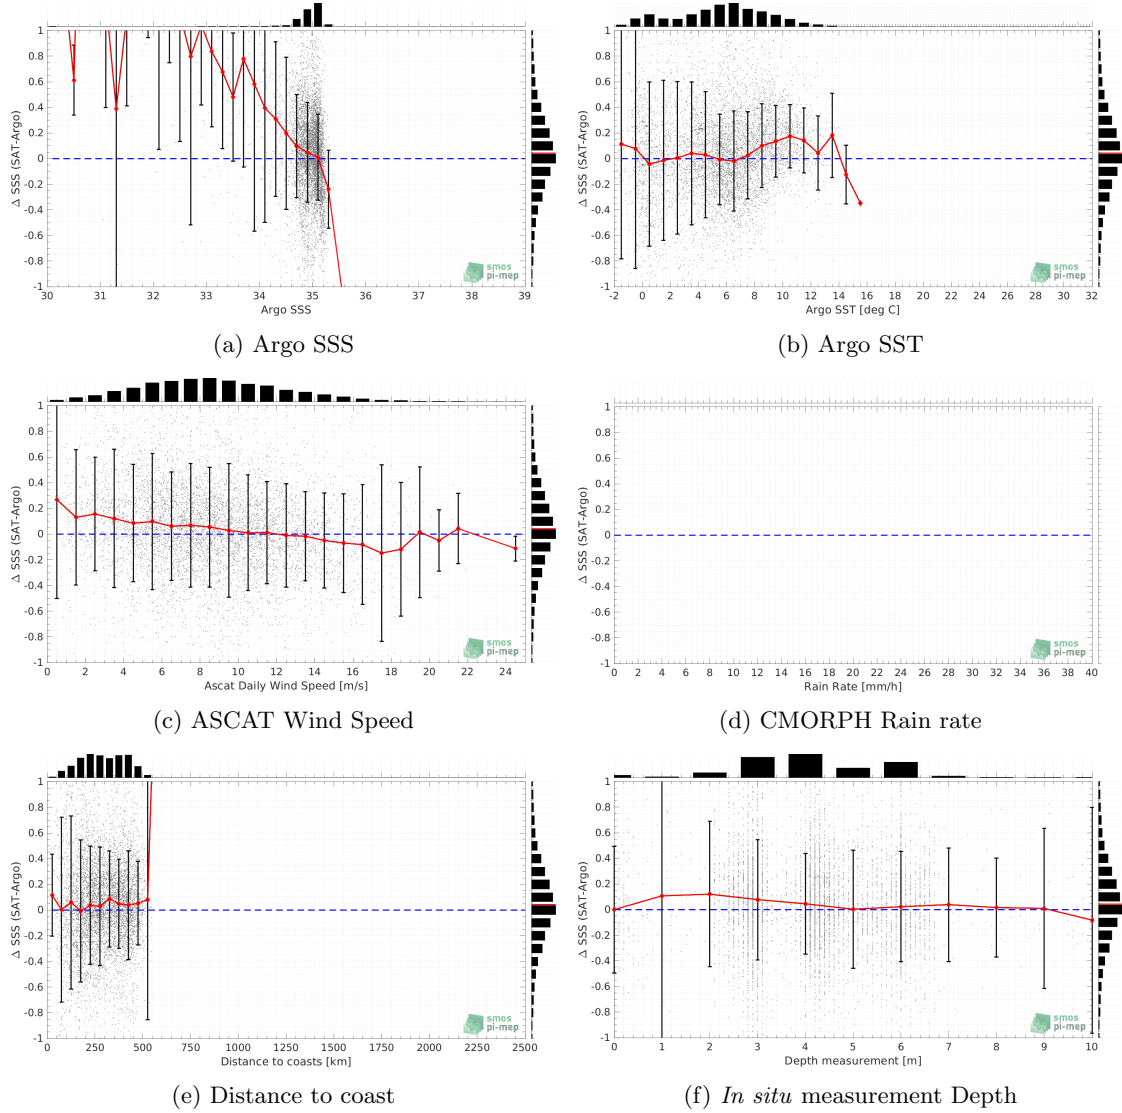 1
0.8
0.6
0.4
0.2
0
-0.2
-0.4
-0.6
-0.8
-1
Δ SSS (SAT-Argo)
30 31 32 33 34 35 36 37 38 39
Argo SSS
smos
pi-mep
(a) Argo SSS
1
0.8
0.6
0.4
0.2
0
-0.2
-0.4
-0.6
-0.8
-1
Δ SSS (SAT-Argo)
-2 0 2 4 6 8 10 12 14 16 18 20 22 24 26 28 30 32
Argo SST [deg C]
smos
pi-mep
(b) Argo SST
1
0.8
0.6
0.4
0.2
0
-0.2
-0.4
-0.6
-0.8
-1
Δ SSS (SAT-Argo)
0 2 4 6 8 10 12 14 16 18 20 22 24
Ascat Daily Wind Speed [m/s]
smos
pi-mep
(c) ASCAT Wind Speed
1
0.8
0.6
0.4
0.2
0
-0.2
-0.4
-0.6
-0.8
-1
Δ SSS (SAT-Argo)
0 2 4 6 8 10 12 14 16 18 20 22 24 26 28 30 32 34 36 38 40
Rain Rate [mm/h]
smos
pi-mep
(d) CMORPH Rain rate
1
0.8
0.6
0.4
0.2
0
-0.2
-0.4
-0.6
-0.8
-1
Δ SSS (SAT-Argo)
0 250 500 750 1000 1250 1500 1750 2000 2250 2500
Distance to coasts [km]
smos
pi-mep
(e) Distance to coast
1
0.8
0.6
0.4
0.2
0
-0.2
-0.4
-0.6
-0.8
-1
Δ SSS (SAT-Argo)
0 1 2 3 4 5 6 7 8 9 10
Depth measurement [m]
smos
pi-mep
(f) In situ measurement Depth